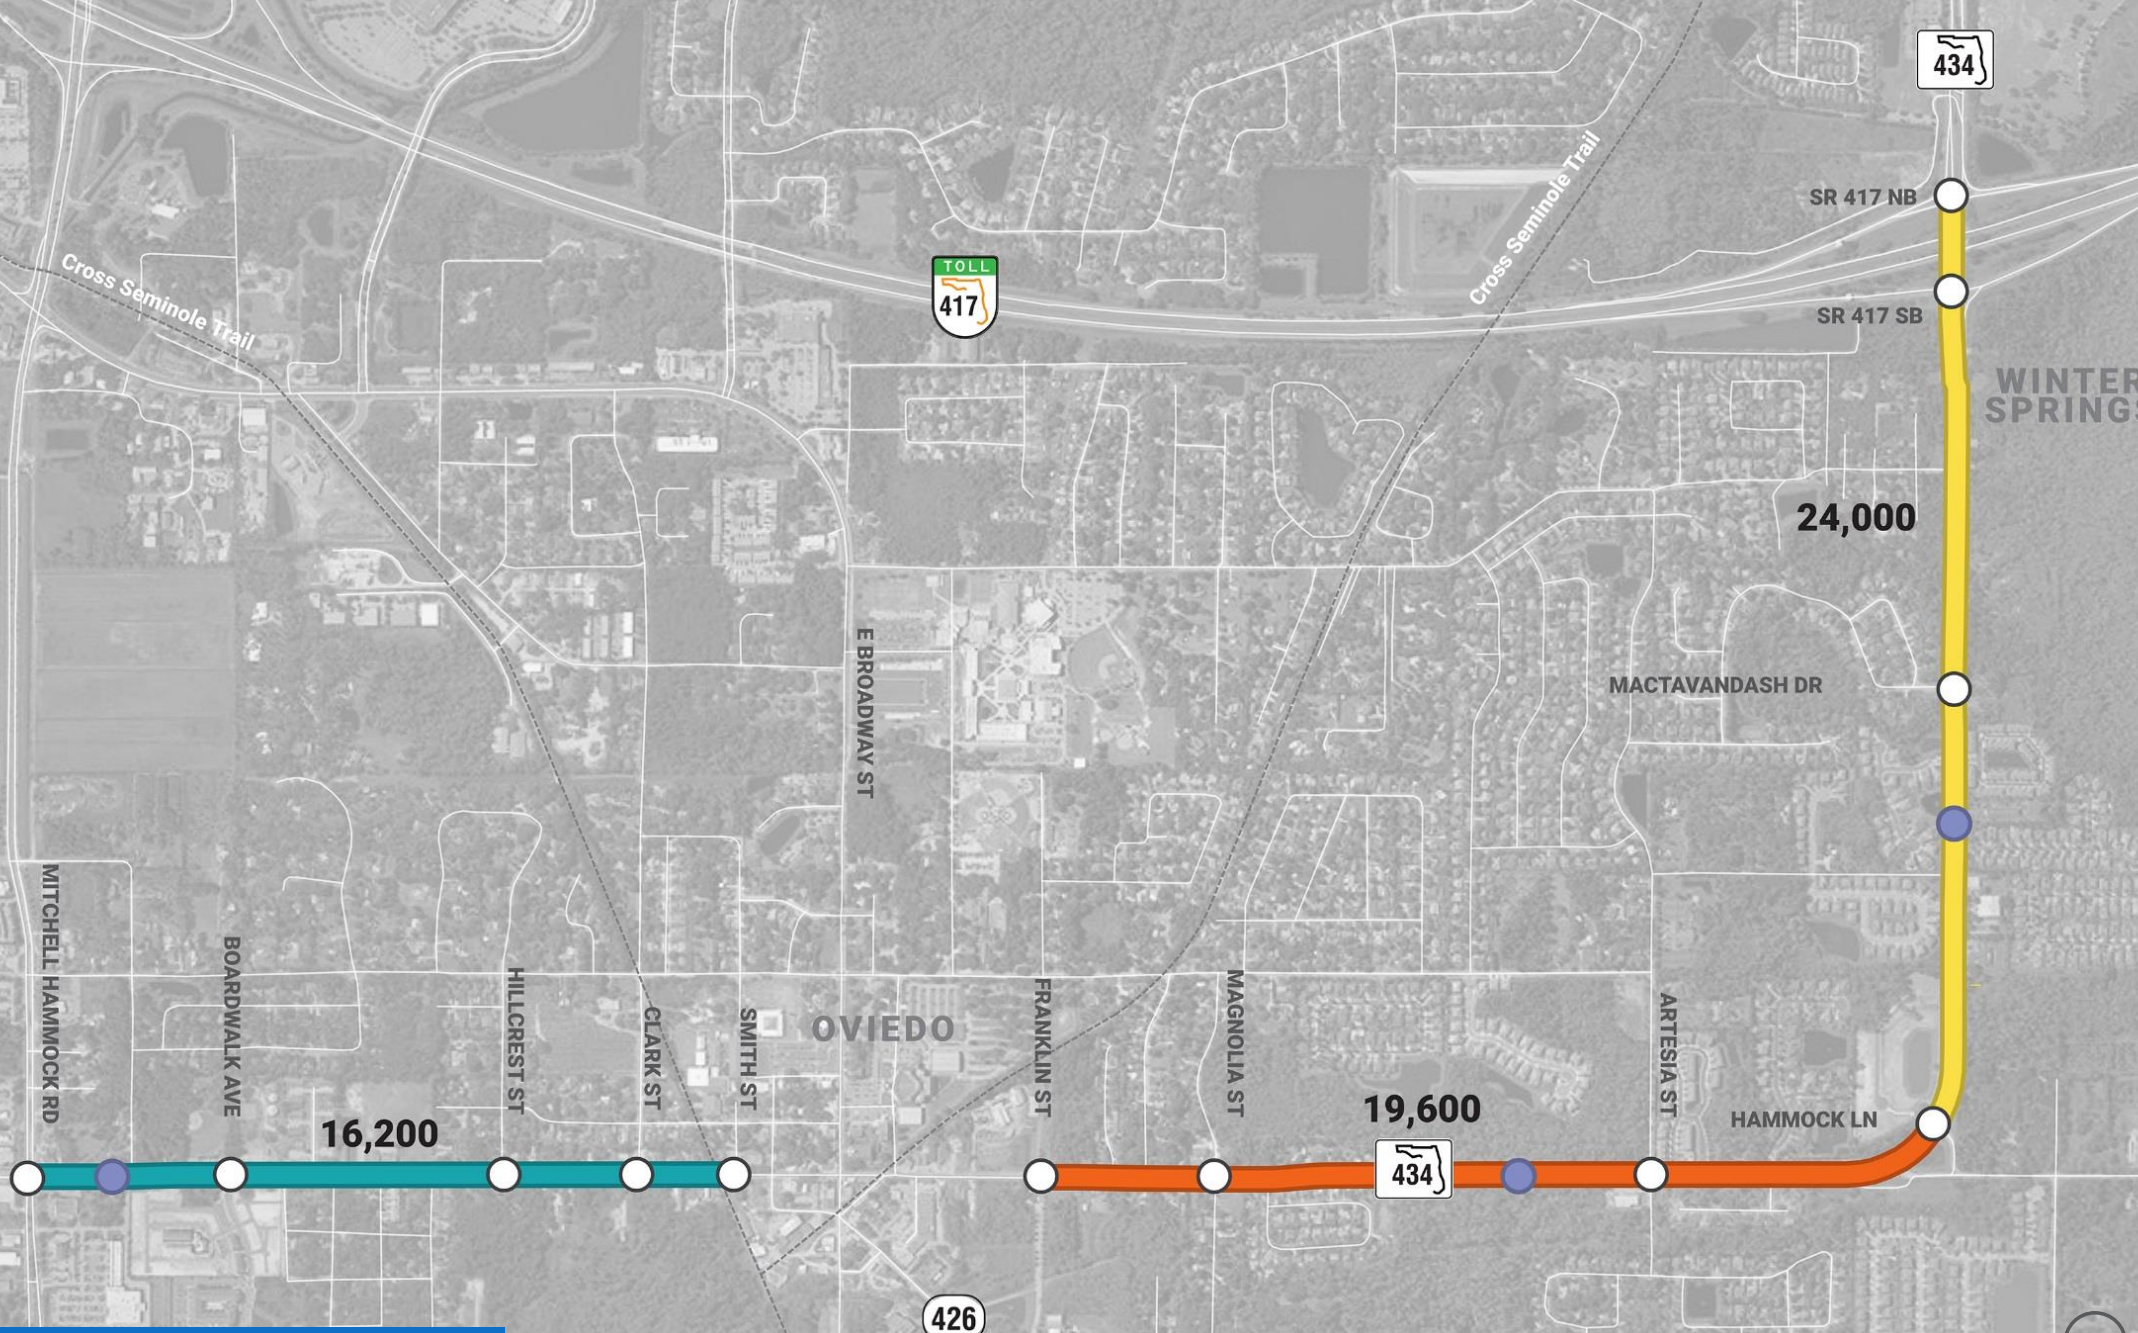 434
SR 417 NB
Cross Seminole Trail
TOLL
417
Cross Seminole Trail
SR 417 SB
WINTER
SPRINGS
24,000
E BROADWAY ST
MACTAVANDASH DR
MITCHELL HAMMOCK RD
BOARDWALK AVE
HILLCREST ST
CLARK ST
SMITH ST
OVIEDO
FRANKLIN ST
MAGNOLIA ST
ARTESIA ST
19,600
HAMMOCK LN
16,200
434
426